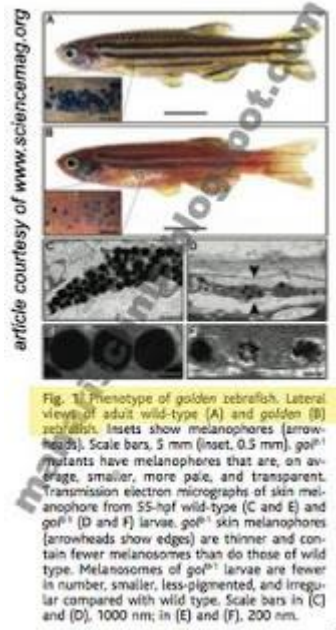 article courtesy of www.sciencemag.org
A
B
C
Fig. 1. Phenotype of golden zebrafish. Lateral
views of adult wild-type (A) and golden (B)
zebrafish. Insets show melanophores (arrow-
heads). Scale bars, 5 mm (inset, 0.5 mm).
mutants have melanophores that are, on av-
erage, smaller, more pale, and transparent.
Transmission electron micrographs of skin mel-
anophore from 55-hpf wild-type (C and E) and
(D and F) larvae. skin melanophores
(arrowheads show edges) are thinner and con-
tain fewer melanosomes than do those of wild
type. Melanosomes of larvae are fewer
in number, smaller, less-pigmented, and irregu-
lar compared with wild type. Scale bars in (C)
and (D), 1000 nm; in (E) and (F), 200 nm.